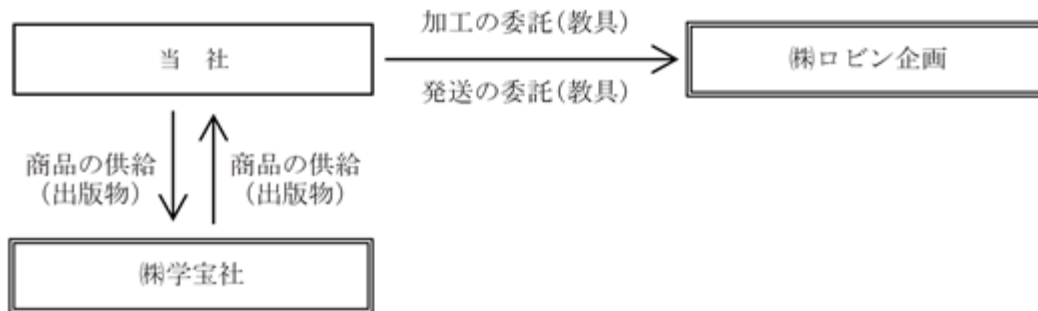 加工の委託(教具)
当 社
㈱ロビン企画
発送の委託(教具)
商品の供給
(出版物)
商品の供給
(出版物)
㈱学宝社